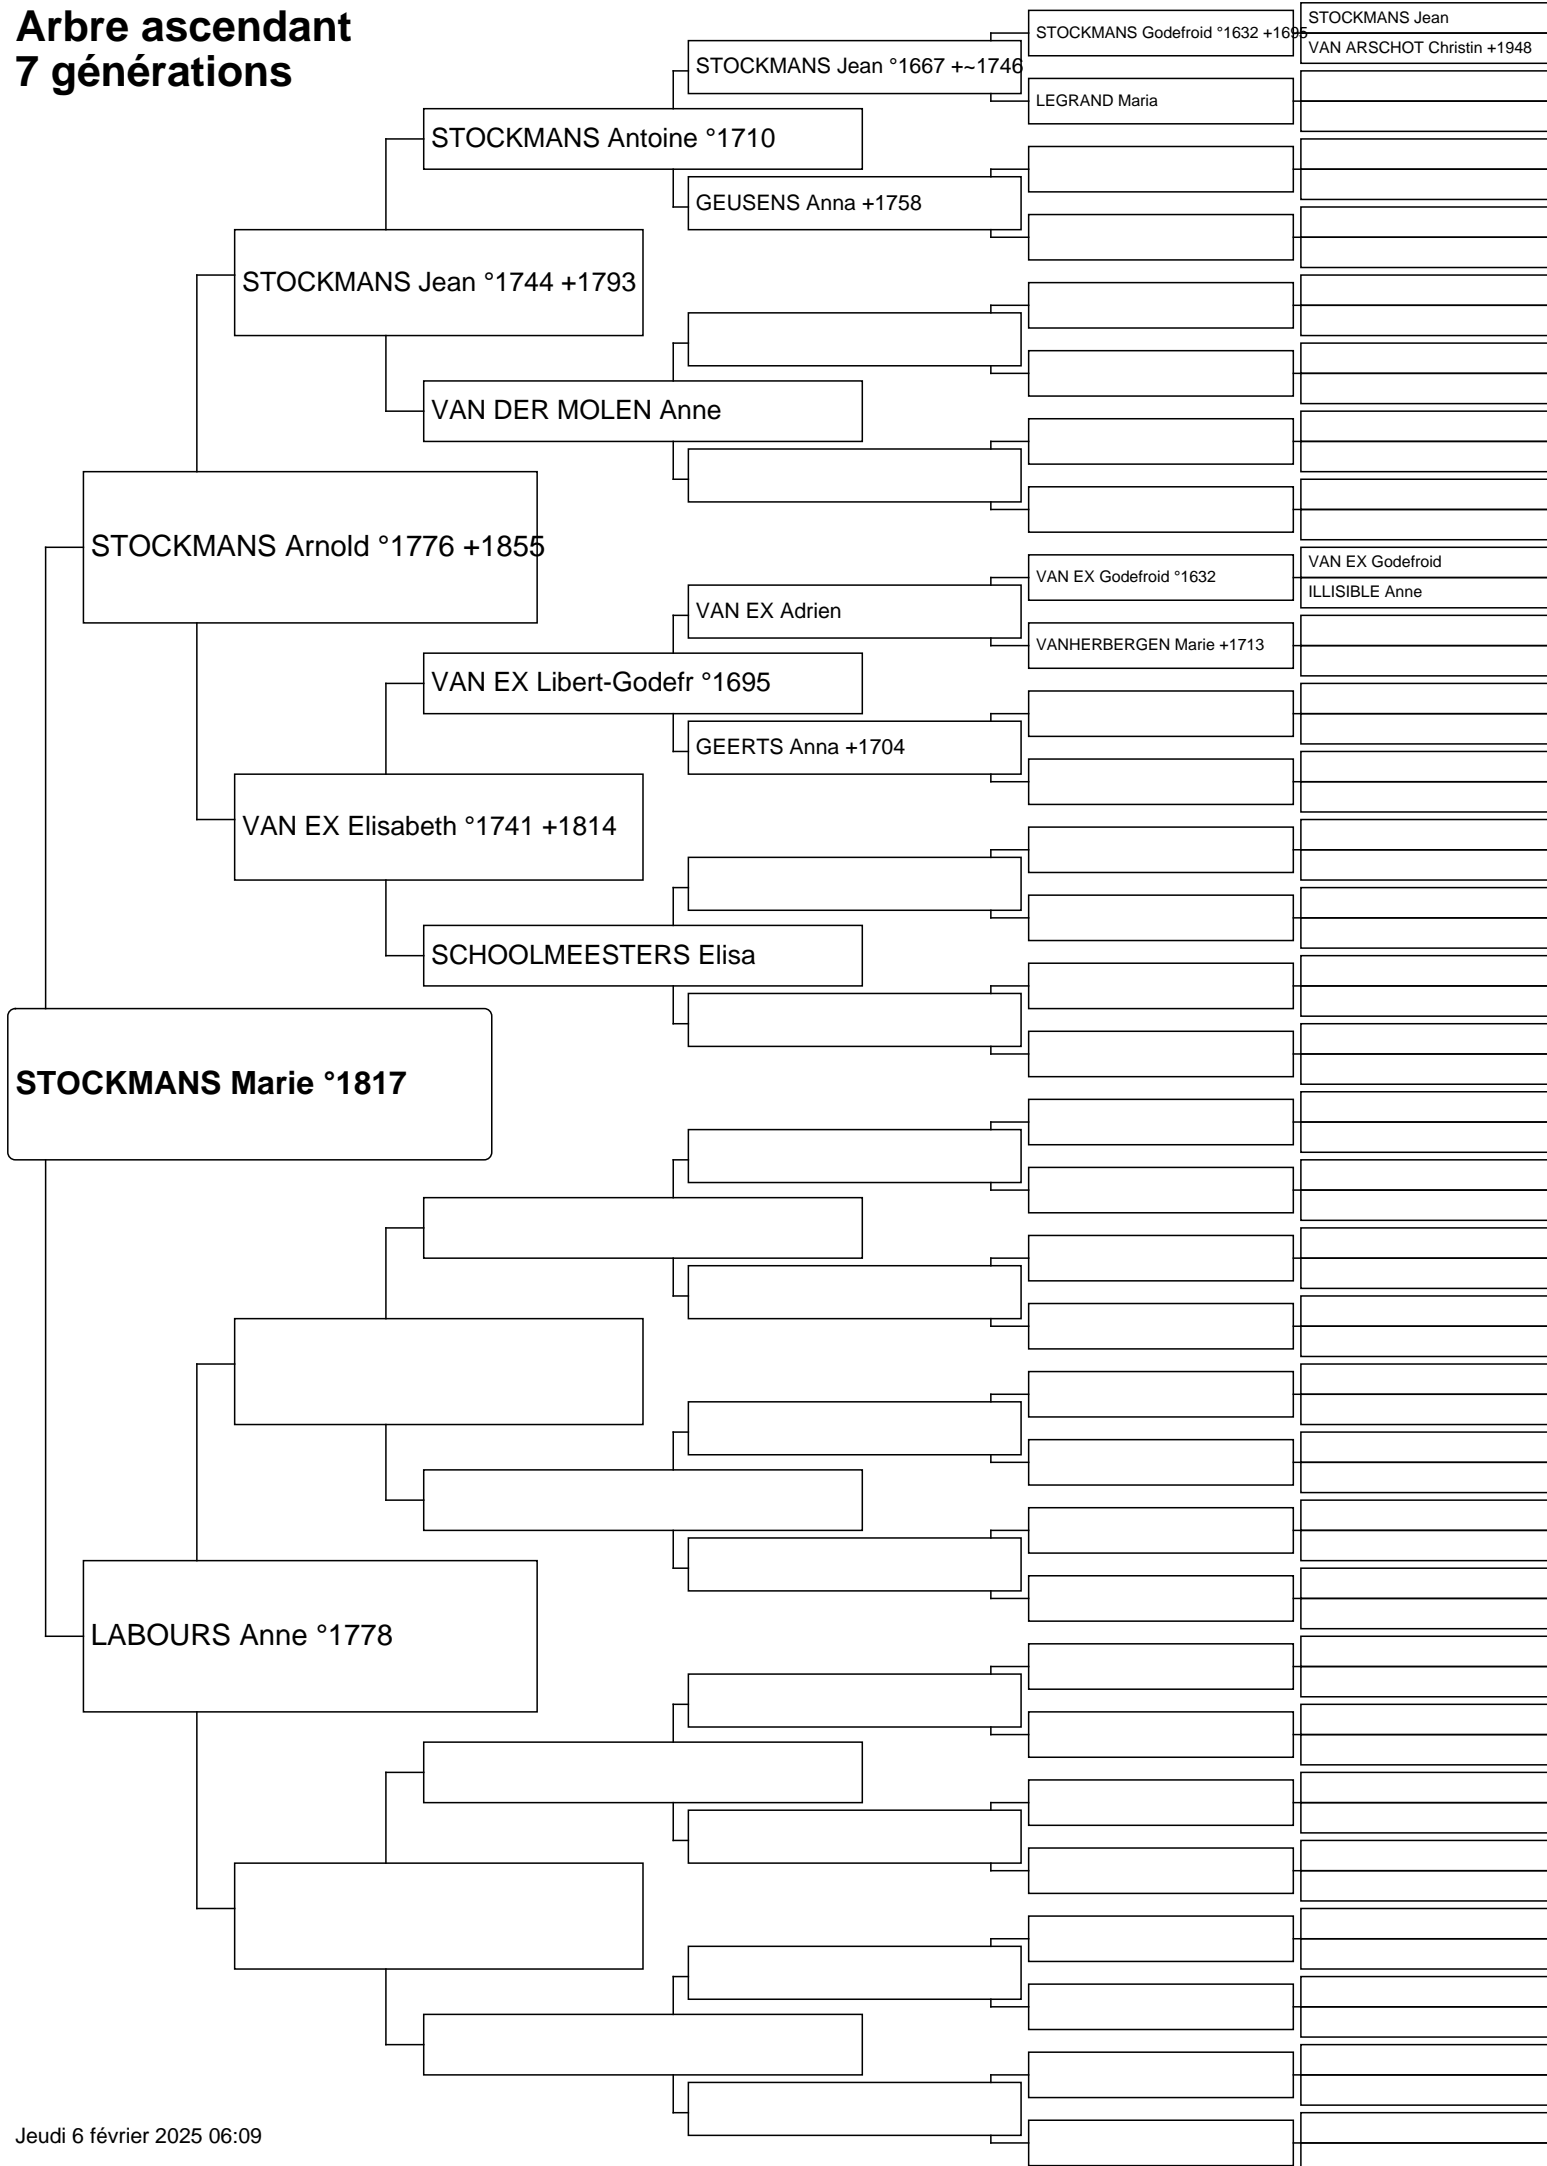 Arbre ascendant
7 générations
STOCKMANS Jean
STOCKMANS Godefroid °1632 +1695
VAN ARSCHOT Christin +1948
STOCKMANS Jean °1667 +~1746
LEGRAND Maria
STOCKMANS Antoine °1710
GEUSENS Anna +1758
STOCKMANS Jean °1744 +1793
VAN DER MOLEN Anne
STOCKMANS Arnold °1776 +1855
VAN EX Godefroid
VAN EX Godefroid °1632
ILLISIBLE Anne
VAN EX Adrien
VANHERBERGEN Marie +1713
VAN EX Libert-Godefr °1695
GEERTS Anna +1704
VAN EX Elisabeth °1741 +1814
SCHOOLMEESTERS Elisa
STOCKMANS Marie °1817
LABOURS Anne °1778
Jeudi 6 février 2025 06:09